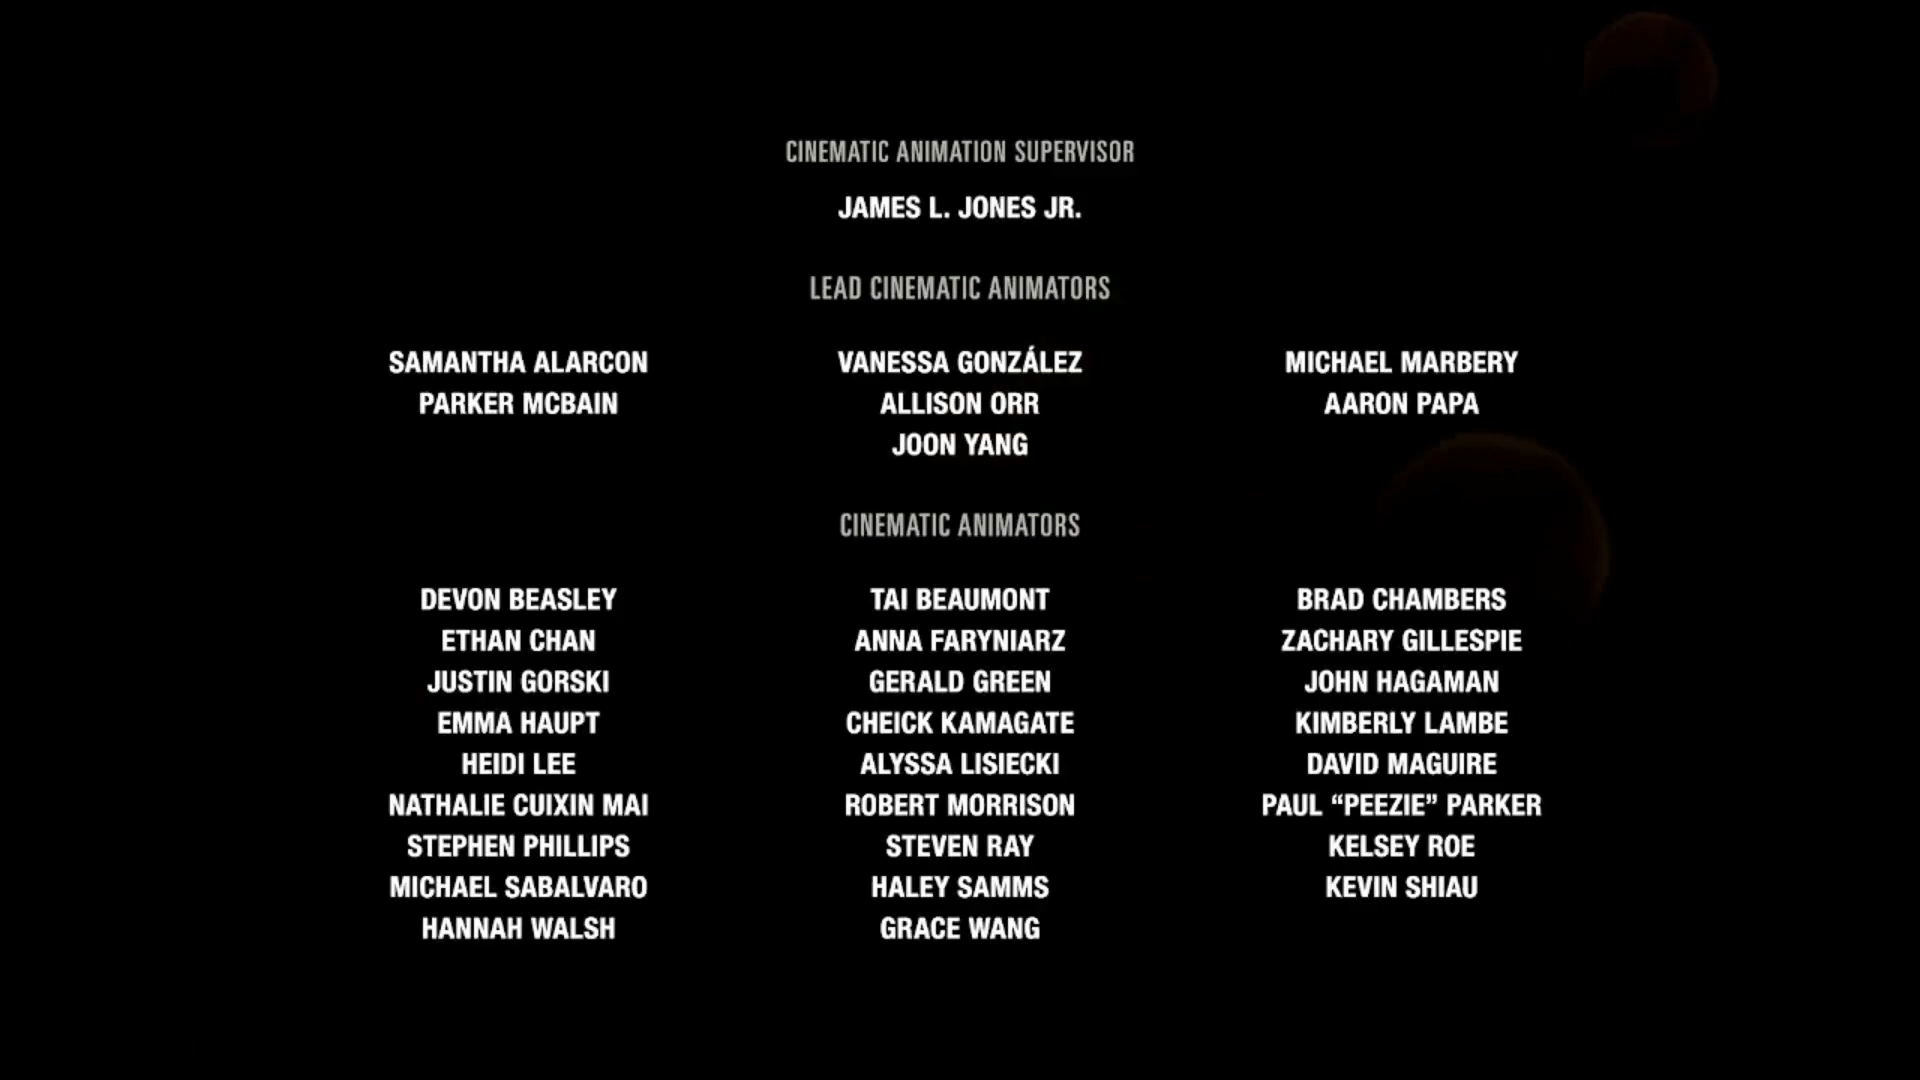 CINEMATIC ANIMATION SUPERVISOR
JAMES L. JONES JR.
LEAD CINEMATIC ANIMATORS
SAMANTHA ALARCON VANESSA GONZÁLEZ MICHAEL MARBERY
PARKER MCBAIN ALLISON ORR AARON PAPA
JOON YANG
CINEMATIC ANIMATORS
DEVON BEASLEY TAI BEAUMONT BRAD CHAMBERS
ETHAN CHAN ANNA FARYNIARZ ZACHARY GILLESPIE
JUSTIN GORSKI GERALD GREEN JOHN HAGAMAN
EMMA HAUPT CHEICK KAMAGATE KIMBERLY LAMBE
HEIDI LEE ALYSSA LISIECKI DAVID MAGUIRE
NATHALIE CUIXIN MAI ROBERT MORRISON PAUL “PEEZIE” PARKER
STEPHEN PHILLIPS STEVEN RAY KELSEY ROE
MICHAEL SABALVARO HALEY SAMMS KEVIN SHIAU
HANNAH WALSH GRACE WANG